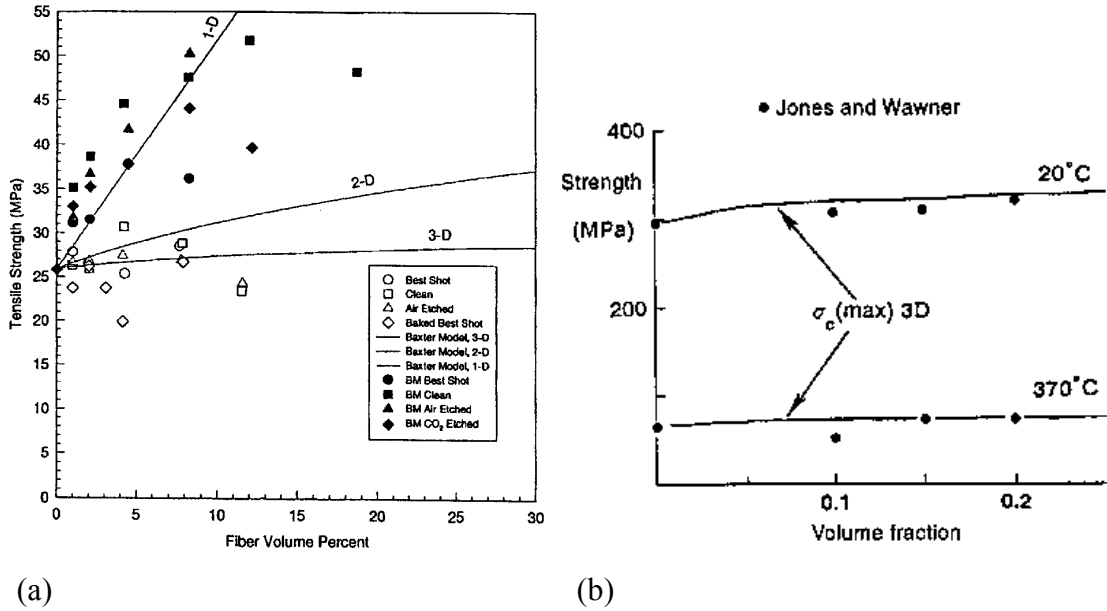 55
50
45
40
35
30
25
20
15
10
5
0
Tensile Strength (MPa)
1-D
2-D
3-D
Best Shot
Clean
Air Etched
Baked Best Shot
Baxter Model, 3-D
Baxter Model, 2-D
Baxter Model, 1-D
BM Best Shot
BM Clean
BM Air Etched
BM CO₂ Etched
0 5 10 15 20 25 30
Fiber Volume Percent
(a)
Jones and Wawner
400
Strength
(MPa)
200
20°C
σc(max) 3D
370°C
0.1 0.2
Volume fraction
(b)